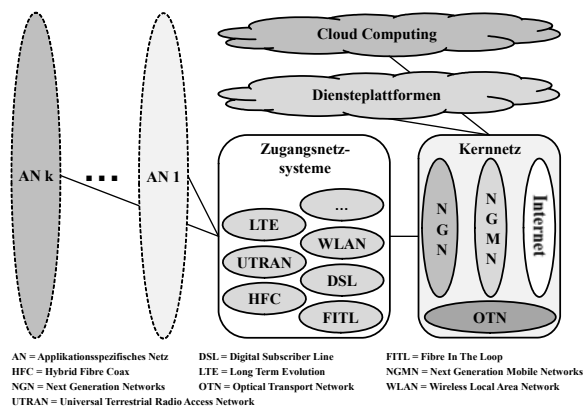 Cloud Computing
Diensteplattformen
AN k
...
AN 1
Zugangsnetz-
systeme
...
LTE
WLAN
UTRAN
DSL
HFC
FITL
Kernnetz
NGN
NGMN
Internet
OTN
AN = Applikationsspezifisches Netz
DSL = Digital Subscriber Line
FITL = Fibre In The Loop
HFC = Hybrid Fibre Coax
LTE = Long Term Evolution
NGMN = Next Generation Mobile Networks
NGN = Next Generation Networks
OTN = Optical Transport Network
WLAN = Wireless Local Area Network
UTRAN = Universal Terrestrial Radio Access Network